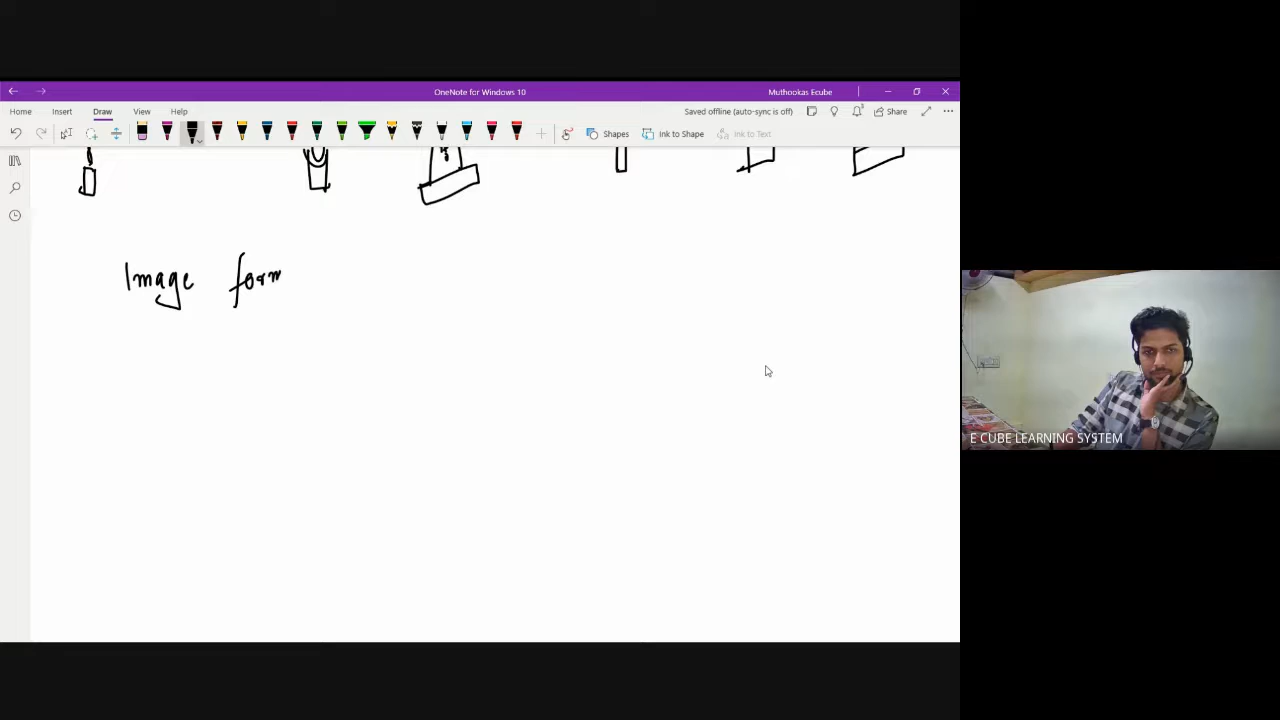 OneNote for Windows 10
Muthookas Ecube
Home Insert Draw View Help
Saved offline (auto-sync is off)
Share
Shapes
Ink to Shape
Ink to Text
Image form
E CUBE LEARNING SYSTEM